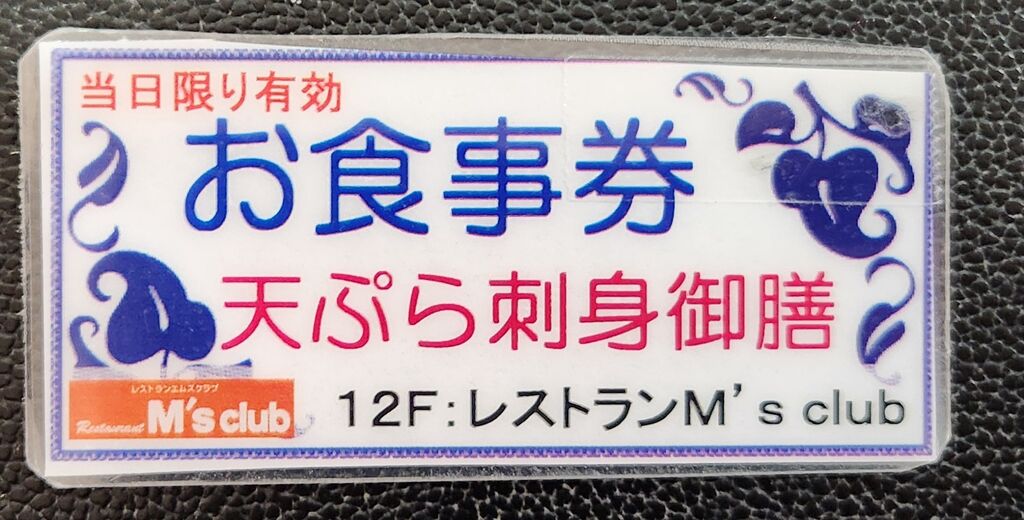 当日限り有効
お食事券
天ぷら刺身御膳
レストランエムズクラブ
Restaurant M's club
12F:レストランM's club